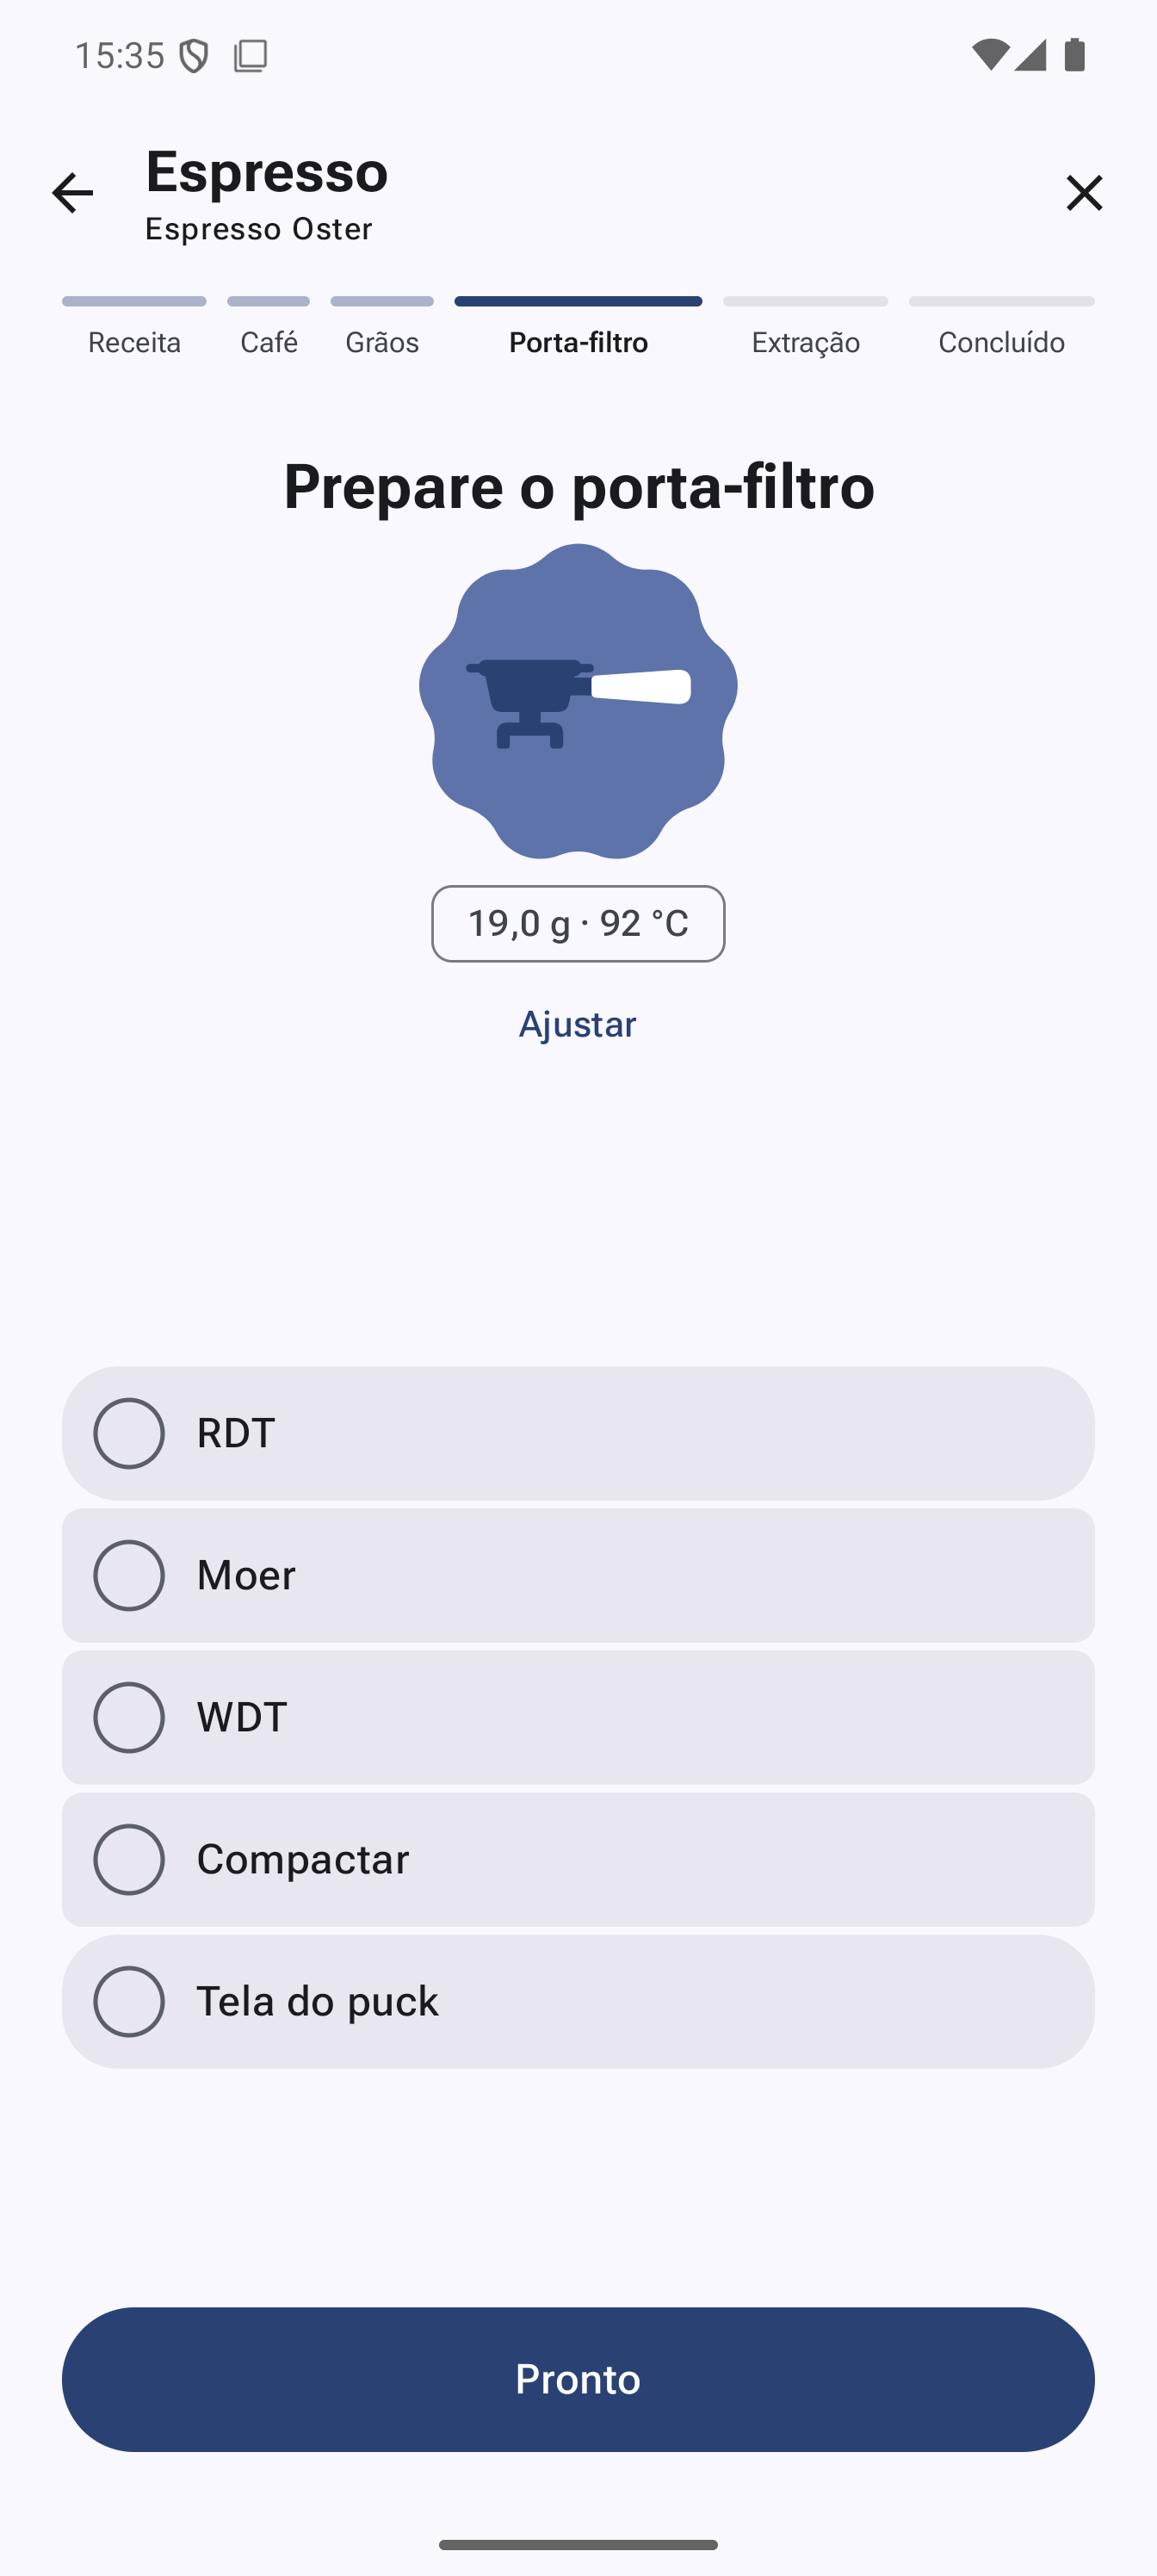 15:35
Espresso
Espresso Oster
Receita
Café
Grãos
Porta-filtro
Extração
Concluído
Prepare o porta-filtro
19,0 g · 92 °C
Ajustar
RDT
Moer
WDT
Compactar
Tela do puck
Pronto